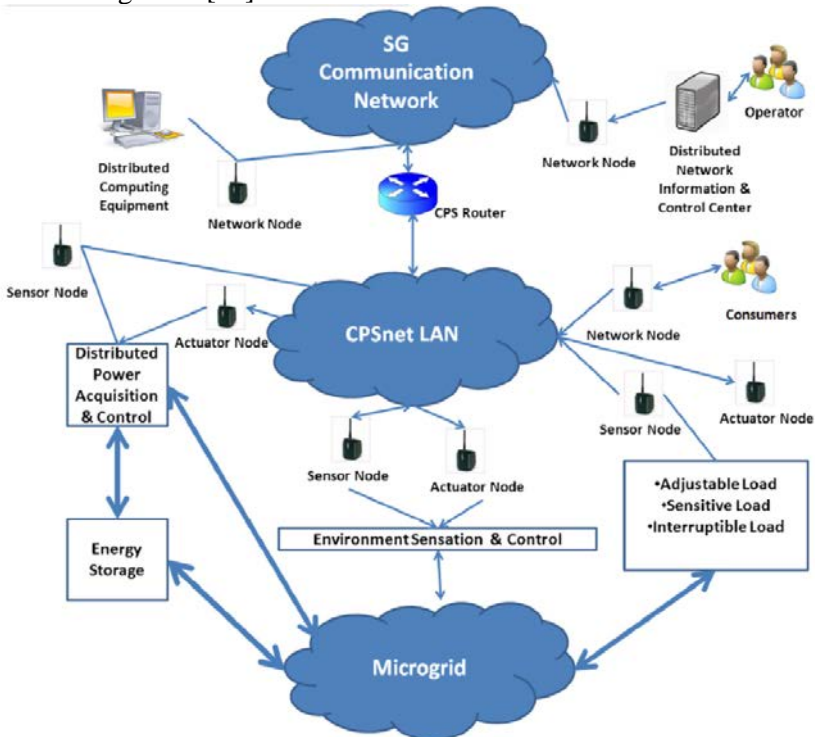 SG
Communication
Network
Operator
Distributed
Computing
Equipment
Network Node
Network Node
Distributed
Network
Information &
Control Center
CPS Router
Sensor Node
Actuator Node
CPSnet LAN
Network Node
Consumers
Distributed
Power
Acquisition
& Control
Sensor Node
Actuator Node
Sensor Node
Actuator Node
•Adjustable Load
•Sensitive Load
•Interruptible Load
Environment Sensation & Control
Energy
Storage
Microgrid